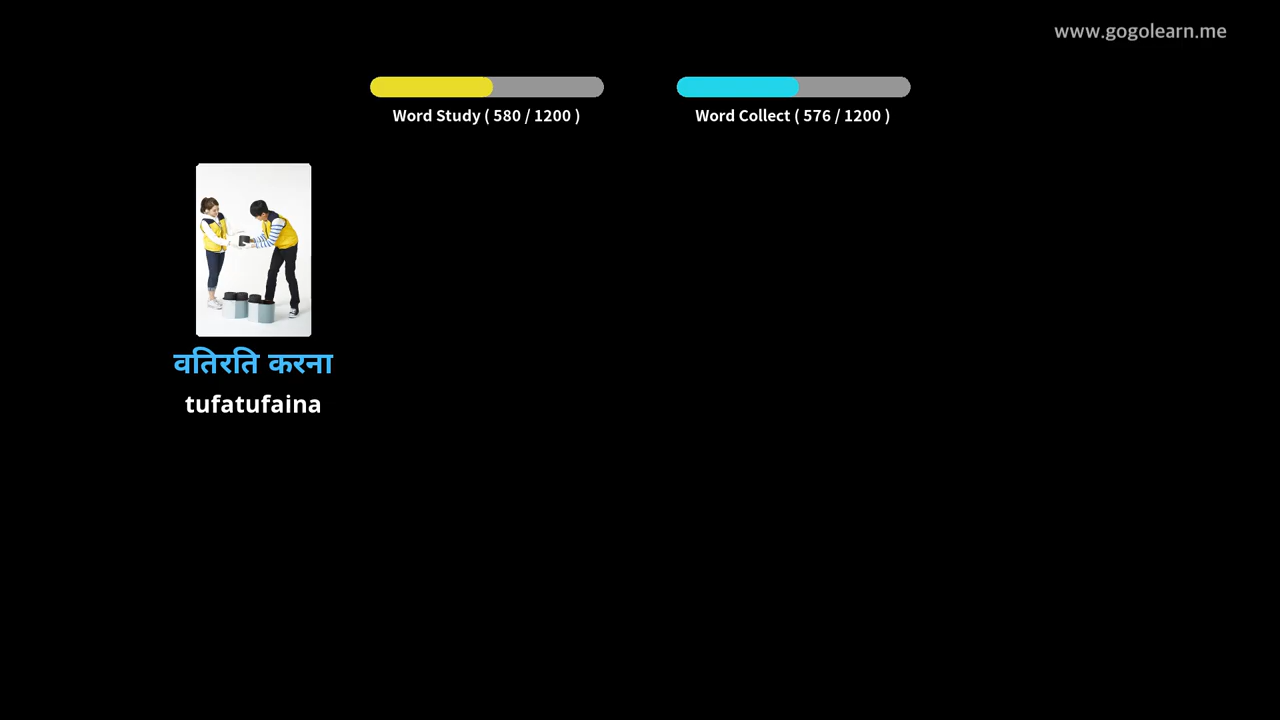 www.gogolearn.me
Word Study ( 580 / 1200 )
Word Collect ( 576 / 1200 )
वतिरति करना
tufatufaina